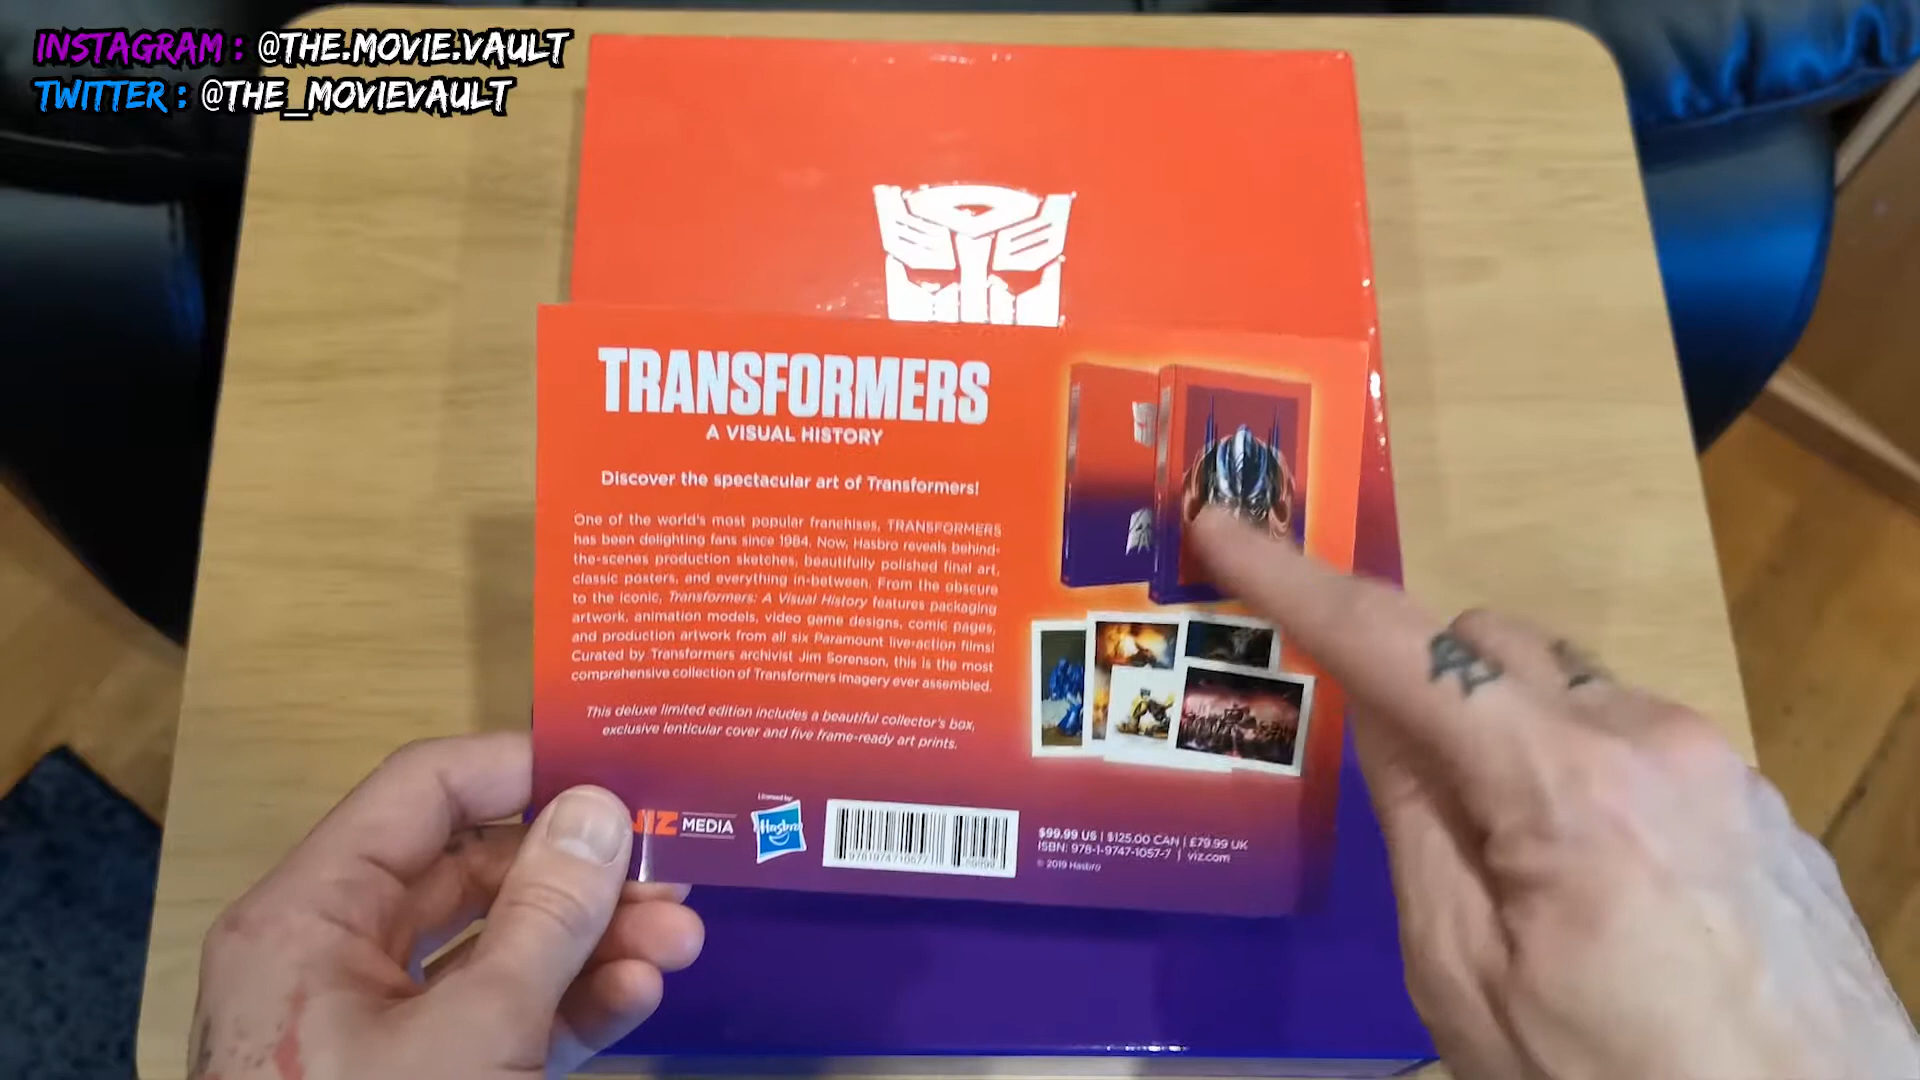 INSTAGRAM : @THE.MOVIE.VAULT
TWITTER : @THE_MOVIEVAULT
TRANSFORMERS
A VISUAL HISTORY
Discover the spectacular art of Transformers!
One of the world's most popular franchises, TRANSFORMERS
has been delighting fans since 1984. Now, Hasbro reveals behind-
the-scenes production sketches, beautifully polished final art,
classic posters, and everything in-between. From the obscure
to the iconic, Transformers: A Visual History features packaging
artwork, animation models, video game designs, comic pages,
and production artwork from all six Paramount live-action films!
Curated by Transformers archivist Jim Sorenson, this is the most
comprehensive collection of Transformers imagery ever assembled.
This deluxe limited edition includes a beautiful collector's box,
exclusive lenticular cover and five frame-ready art prints.
VIZ MEDIA
Licensed by:
Hasbro
9781974710577
$99.99 US | $125.00 CAN | £79.99 UK
ISBN: 978-1-9747-1057-7 | viz.com
© 2019 Hasbro